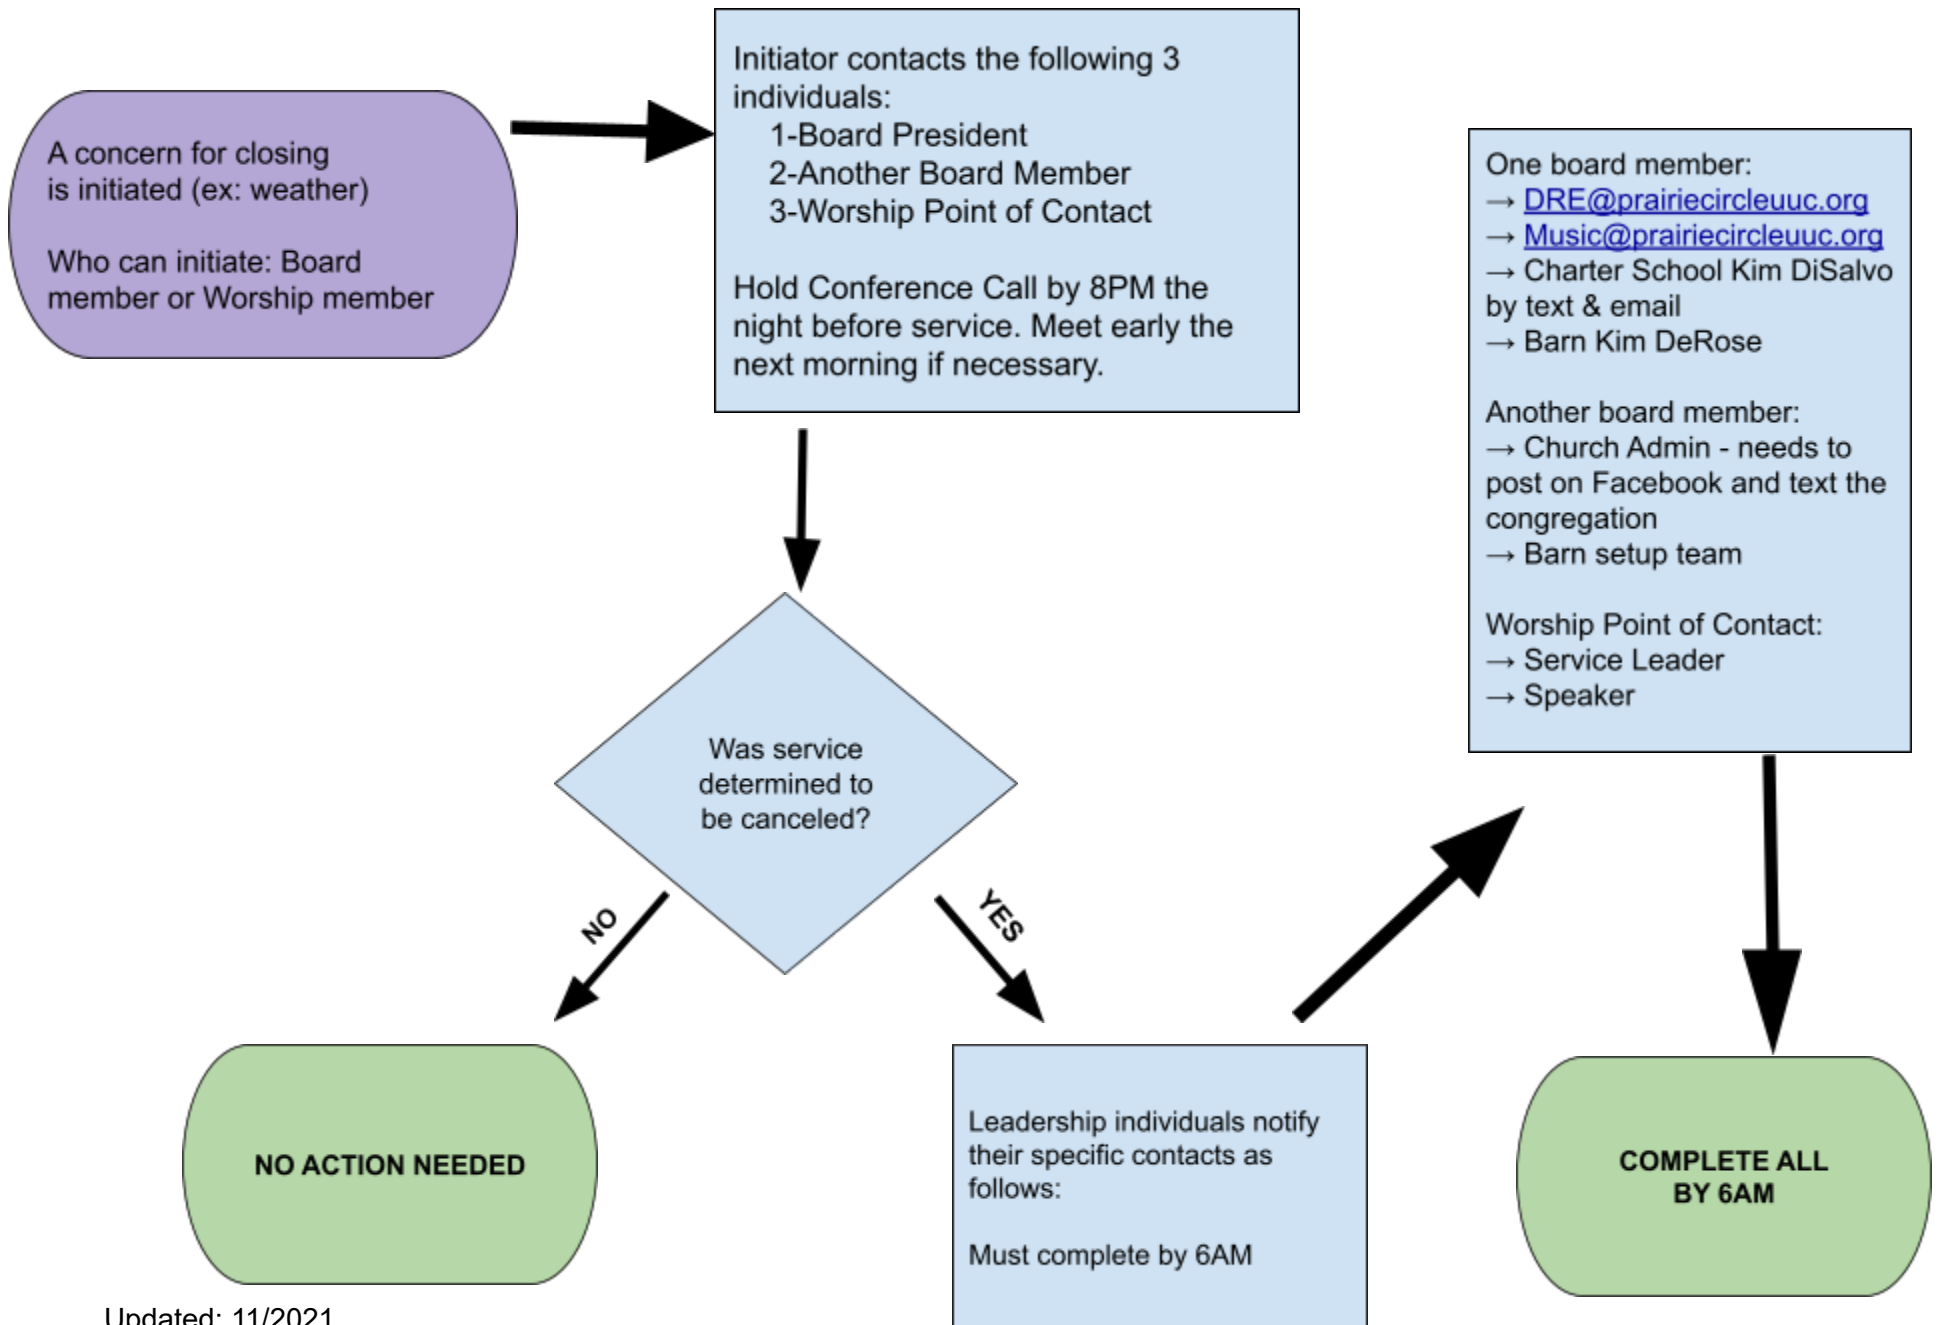 A concern for closing
is initiated (ex: weather)
Who can initiate: Board
member or Worship member
Initiator contacts the following 3
individuals:
1-Board President
2-Another Board Member
3-Worship Point of Contact
Hold Conference Call by 8PM the
night before service. Meet early the
next morning if necessary.
Was service
determined to
be canceled?
NO
YES
NO ACTION NEEDED
Leadership individuals notify
their specific contacts as
follows:
Must complete by 6AM
One board member:
→ DRE@prairiecircleuuc.org
→ Music@prairiecircleuuc.org
→ Charter School Kim DiSalvo
by text & email
→ Barn Kim DeRose
Another board member:
→ Church Admin - needs to
post on Facebook and text the
congregation
→ Barn setup team
Worship Point of Contact:
→ Service Leader
→ Speaker
COMPLETE ALL
BY 6AM
Updated: 11/2021